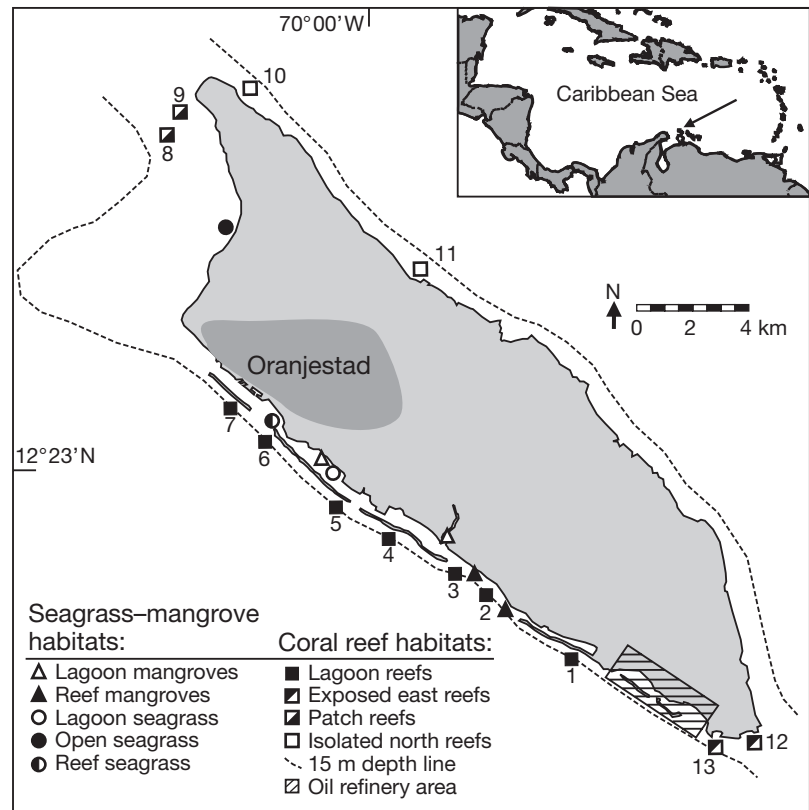 70°00'W
Caribbean Sea
10
9
8
11
N
0 2 4 km
Oranjestad
7
12°23'N
6
5
4
3
2
1
12
13
Seagrass–mangrove
habitats:
Lagoon mangroves
Reef mangroves
Lagoon seagrass
Open seagrass
Reef seagrass
Coral reef habitats:
Lagoon reefs
Exposed east reefs
Patch reefs
Isolated north reefs
15 m depth line
Oil refinery area